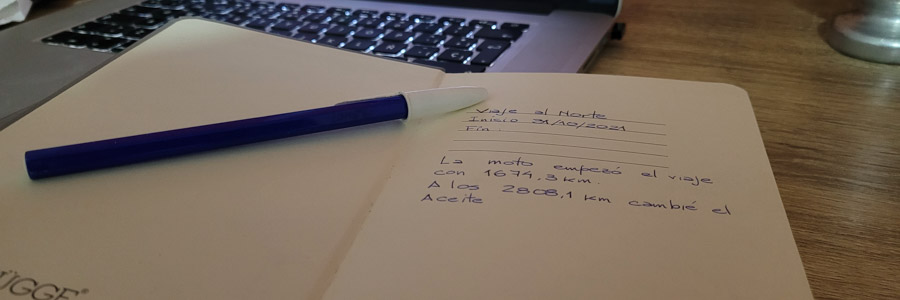 Viaje al Norte
Inicio 31/10/2021
Fin:
La moto empezó el viaje
con 1674,3 km.
A los 2808,1 km cambié el
Aceite
ÜGGE®